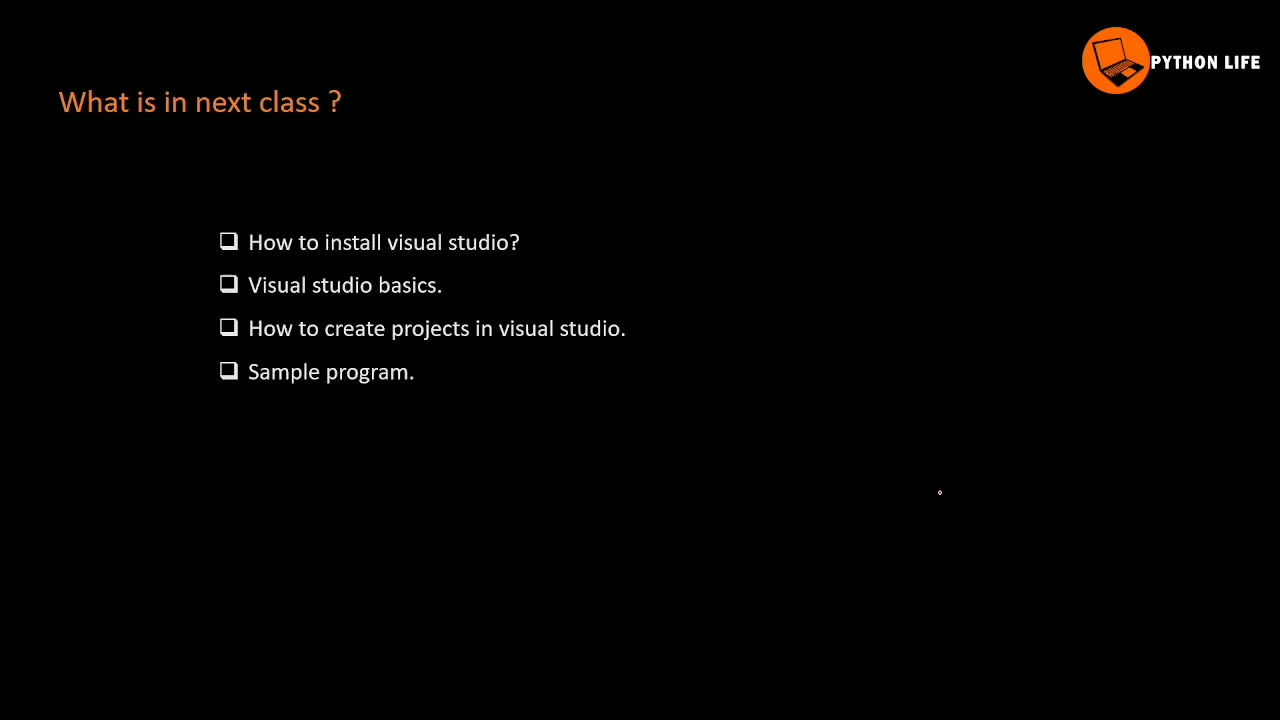 PYTHON LIFE
What is in next class ?
How to install visual studio?
Visual studio basics.
How to create projects in visual studio.
Sample program.